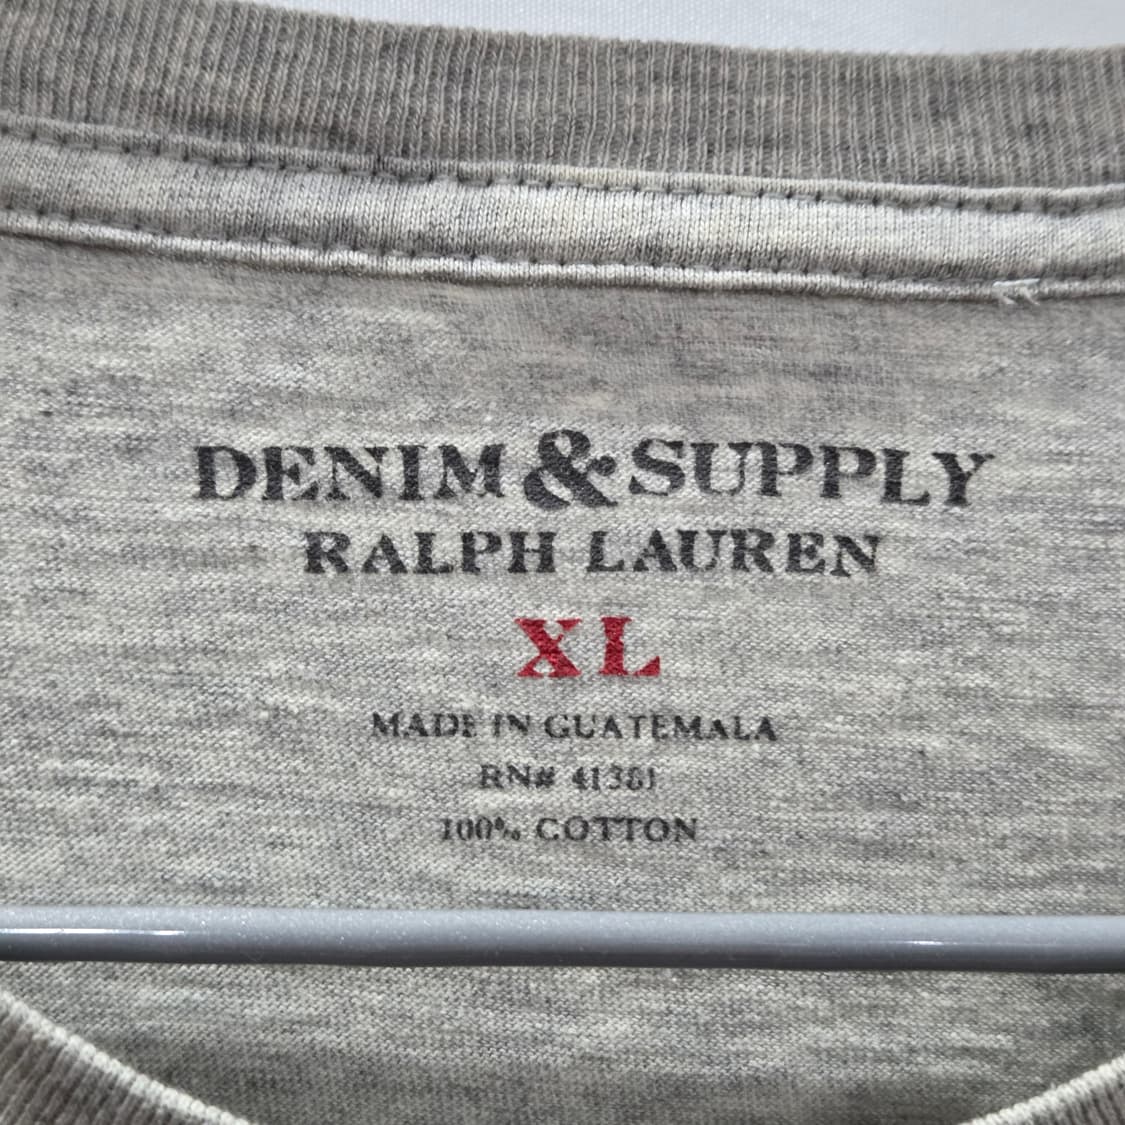 DENIM & SUPPLY
RALPH LAUREN
XL
MADE IN GUATEMALA
RN# 41381
100% COTTON